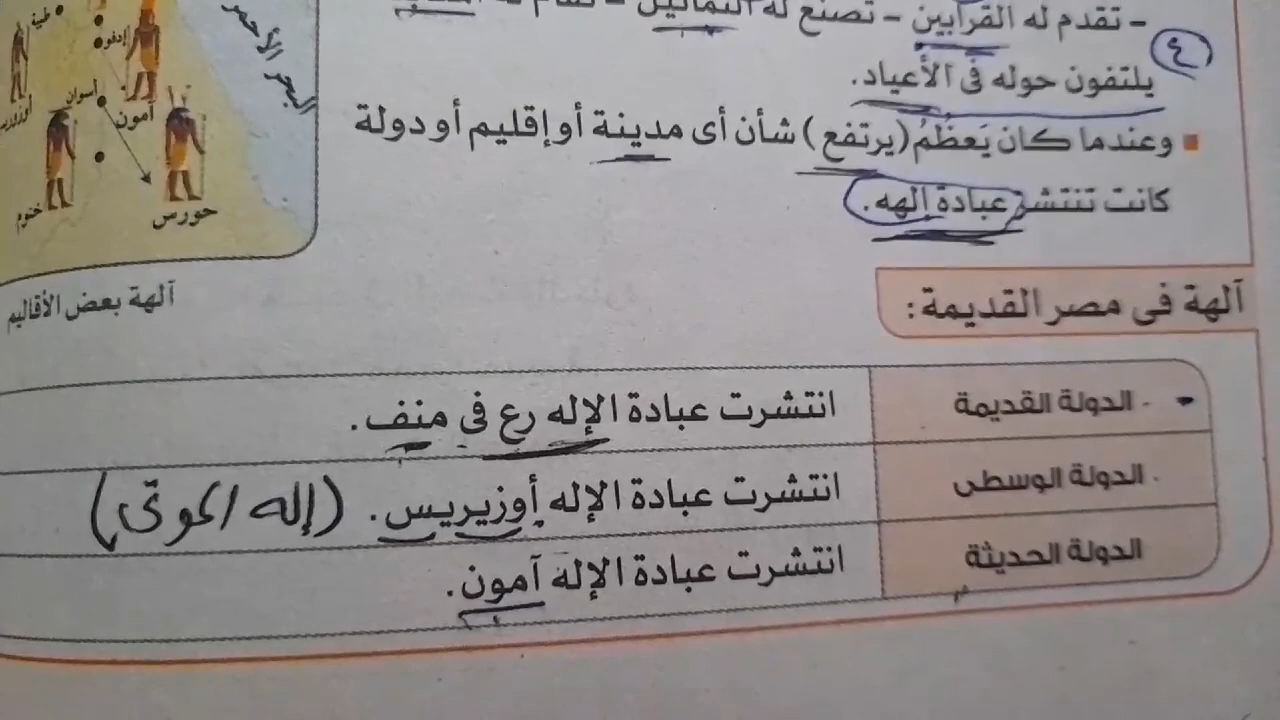 - تقدم له القرابين - تصنع له التماثيل -
٤
يلتفون حوله فى الأعياد.
■ وعندما كان يَعظُمُ (يرتفع) شأن أى مدينة أو إقليم أو دولة
كانت تنتشر عبادة إلهه.
البحر الأحمر
طيبة
إدفو
أسوان
آمون
خنوم
حورس
آلهة بعض الأقاليم
آلهة فى مصر القديمة:
الدولة القديمة
انتشرت عبادة الإله رع فى منف.
الدولة الوسطى
انتشرت عبادة الإله أوزيريس. (إله الموتى)
الدولة الحديثة
انتشرت عبادة الإله آمون.